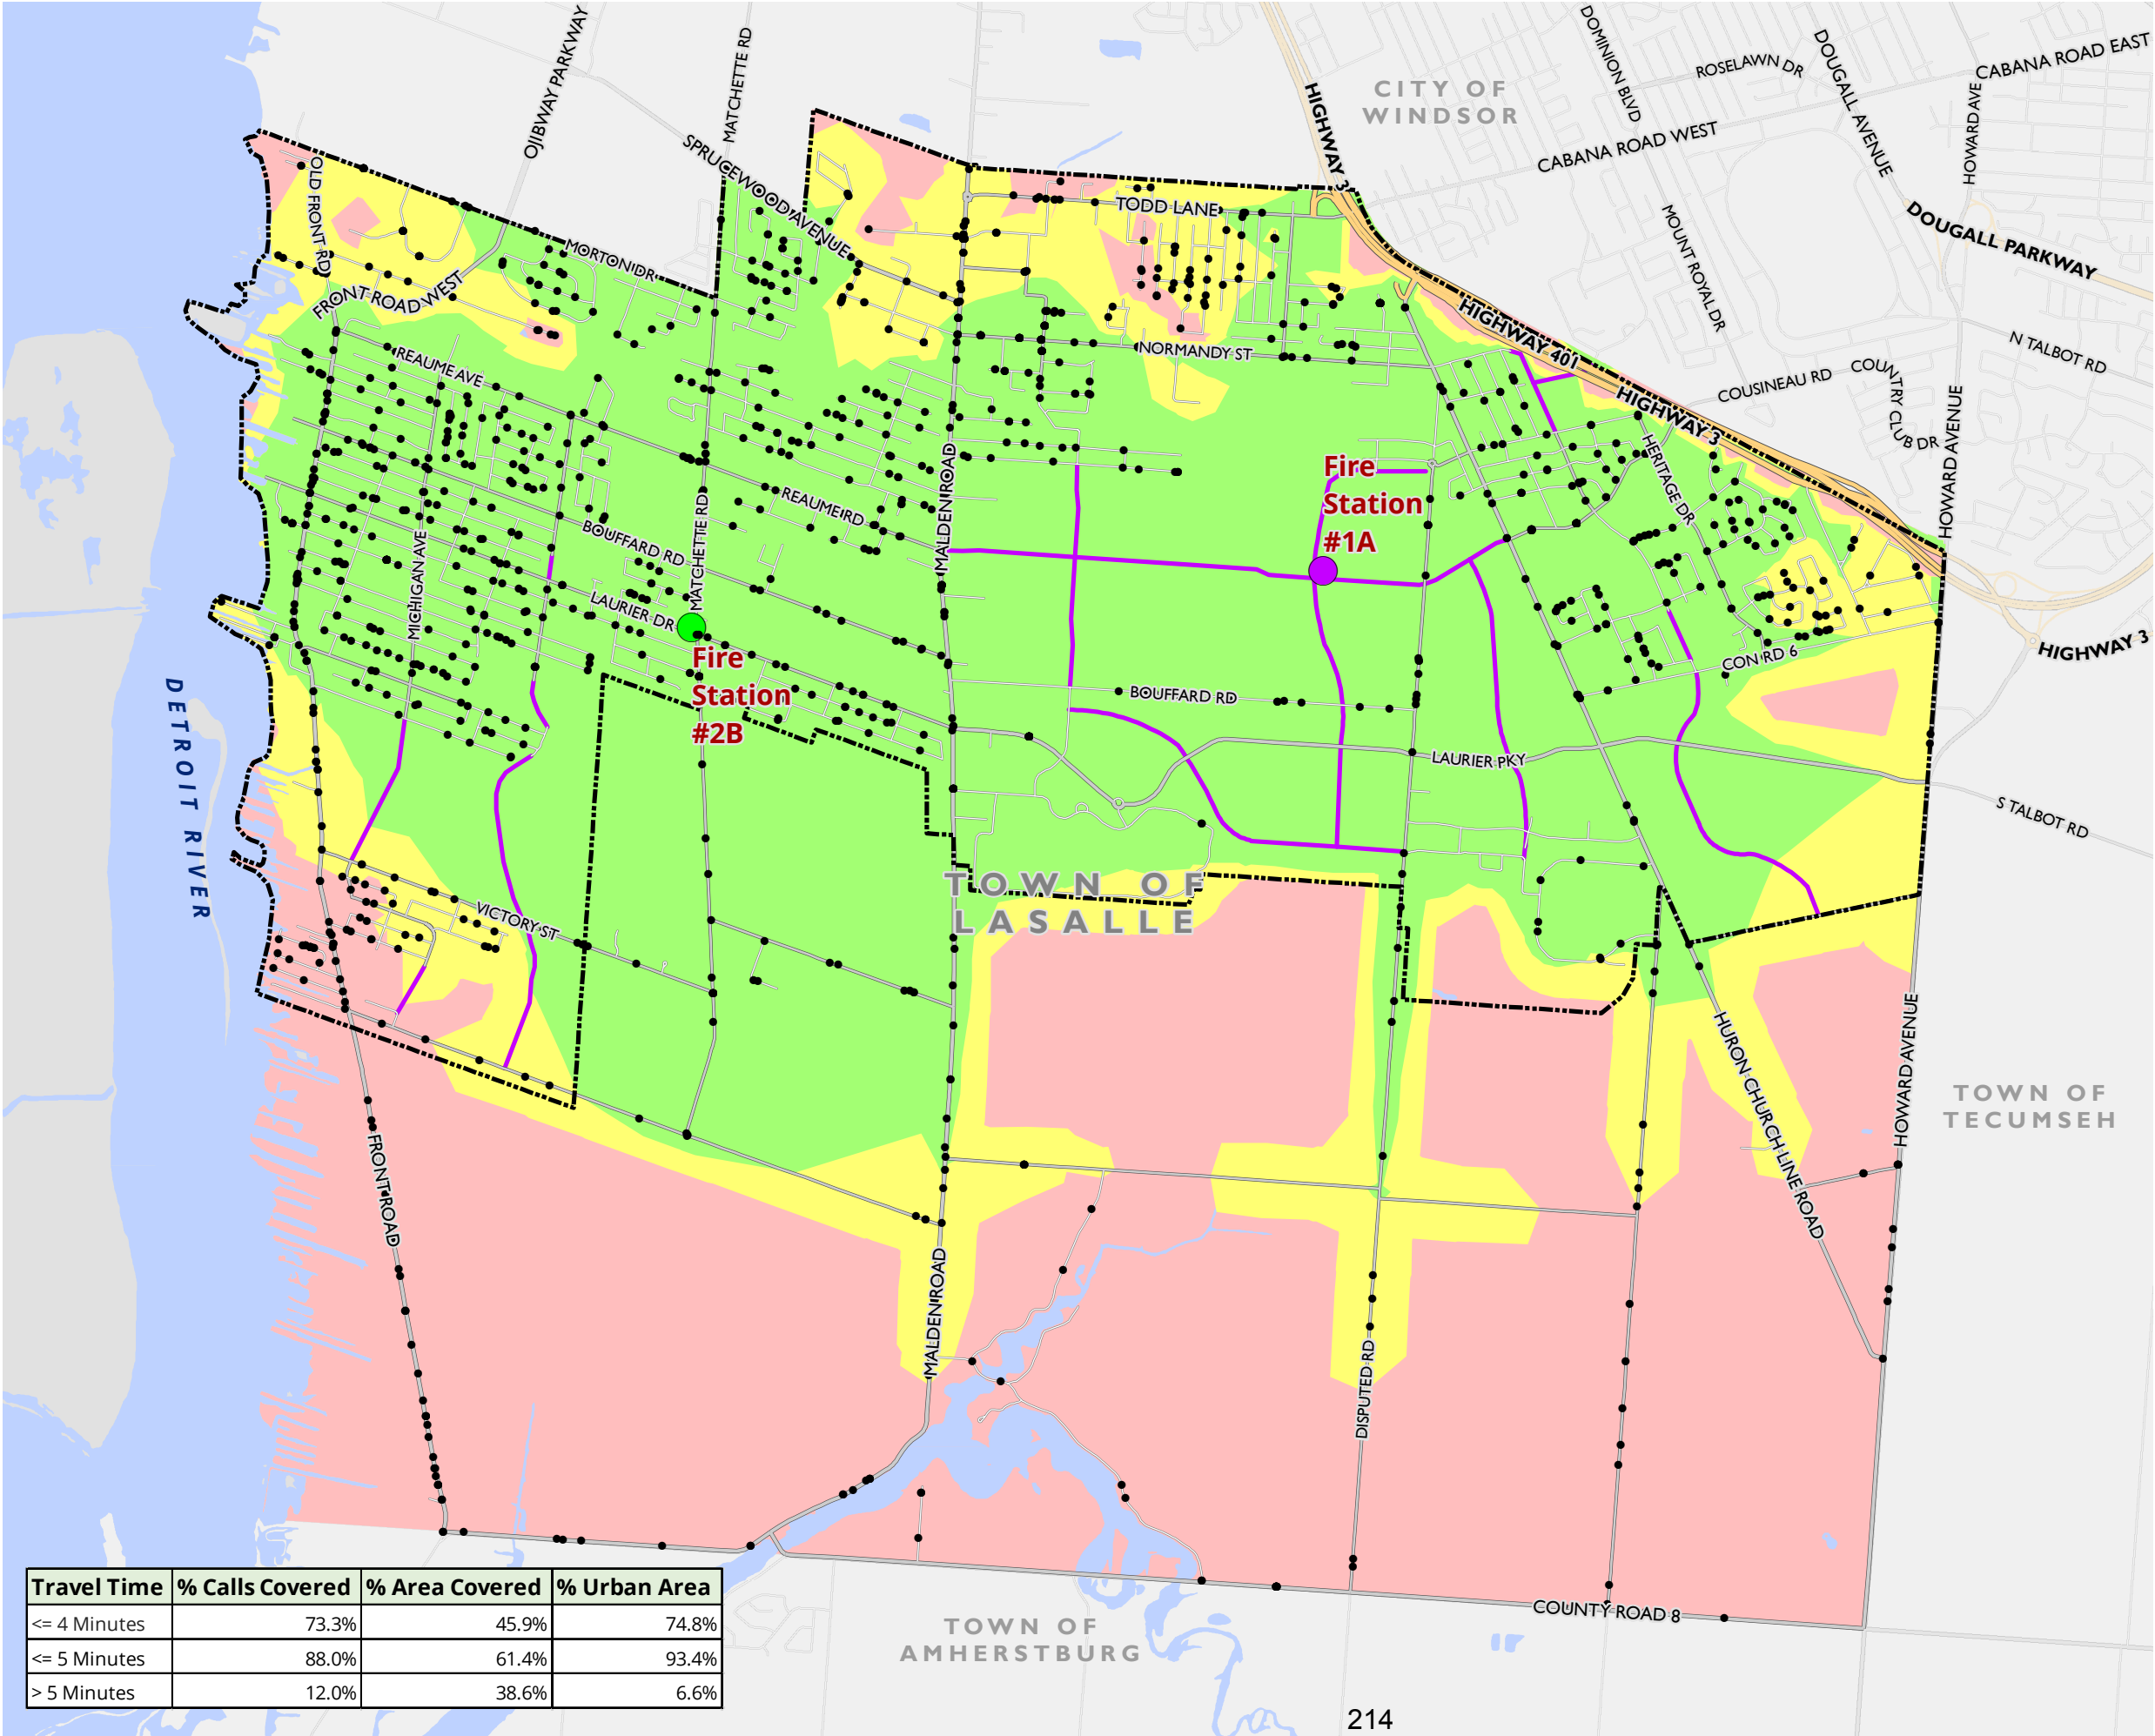 OJIBWAY PARKWAY
MATCHETTE RD
SPRUCEWOOD AVENUE
HIGHWAY 3
CITY OF
WINDSOR
DOMINION BLVD
ROSELAWN DR
DOUGALL AVENUE
CABANA ROAD EAST
HOWARD AVE
CABANA ROAD WEST
MOUNT ROYAL DR
DOUGALL PARKWAY
OLD FRONT RD
TODD LANE
MORTON DR
FRONT ROAD WEST
HIGHWAY 401
N TALBOT RD
REAUME AVE
NORMANDY ST
COUSINEAU RD
COUNTRY CLUB DR
HIGHWAY 3
HOWARD AVENUE
HERITAGE DR
Fire
Station
#1A
MALDEN ROAD
REAUME RD
BOUFFARD RD
MATCHETTE RD
MICHIGAN AVE
LAURIER DR
Fire
Station
#2B
BOUFFARD RD
CON RD 6
HIGHWAY 3
LAURIER PKY
S TALBOT RD
DETROIT RIVER
TOWN OF
LASALLE
VICTORY ST
HURON CHURCH LINE ROAD
HOWARD AVENUE
TOWN OF
TECUMSEH
FRONT ROAD
MALDEN ROAD
DISPUTED RD
COUNTY ROAD 8
TOWN OF
AMHERSTBURG
Travel Time % Calls Covered % Area Covered % Urban Area
<= 4 Minutes 73.3% 45.9% 74.8%
<= 5 Minutes 88.0% 61.4% 93.4%
> 5 Minutes 12.0% 38.6% 6.6%
214